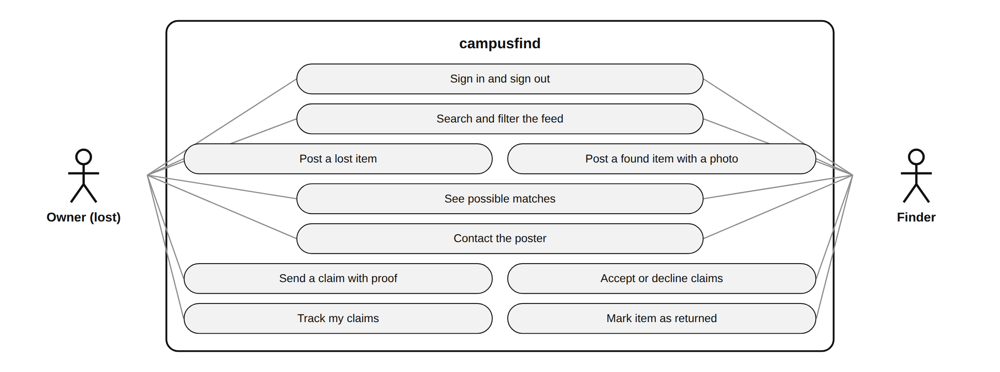 campusfind
Sign in and sign out
Search and filter the feed
Post a lost item
Post a found item with a photo
See possible matches
Owner (lost)
Finder
Contact the poster
Send a claim with proof
Accept or decline claims
Track my claims
Mark item as returned